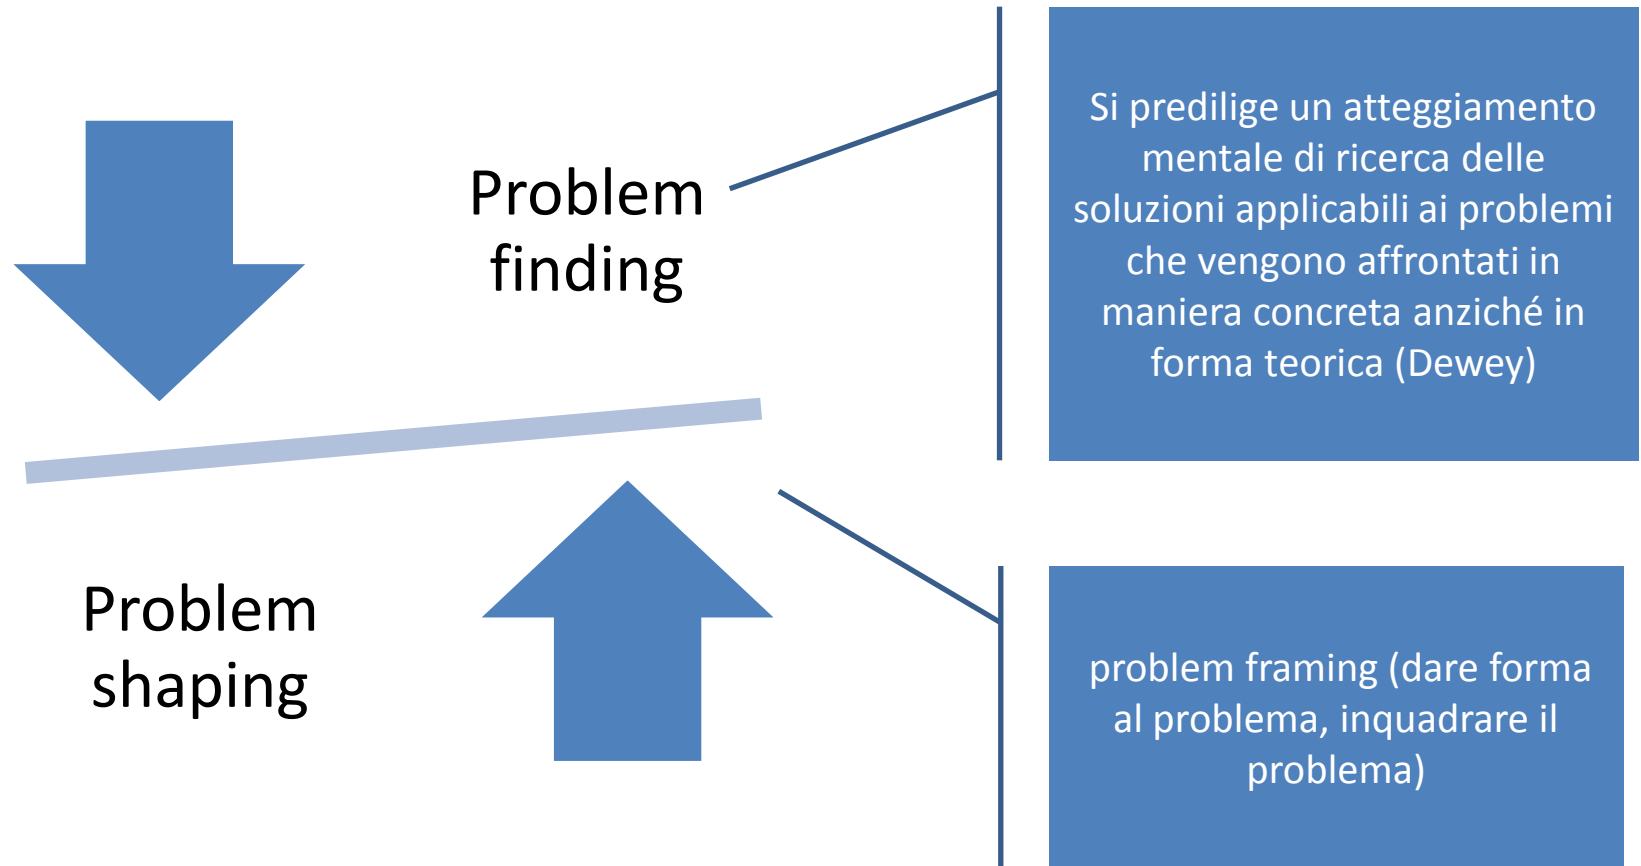 Problem
finding
Si predilige un atteggiamento
mentale di ricerca delle
soluzioni applicabili ai problemi
che vengono affrontati in
maniera concreta anziché in
forma teorica (Dewey)
Problem
shaping
problem framing (dare forma
al problema, inquadrare il
problema)